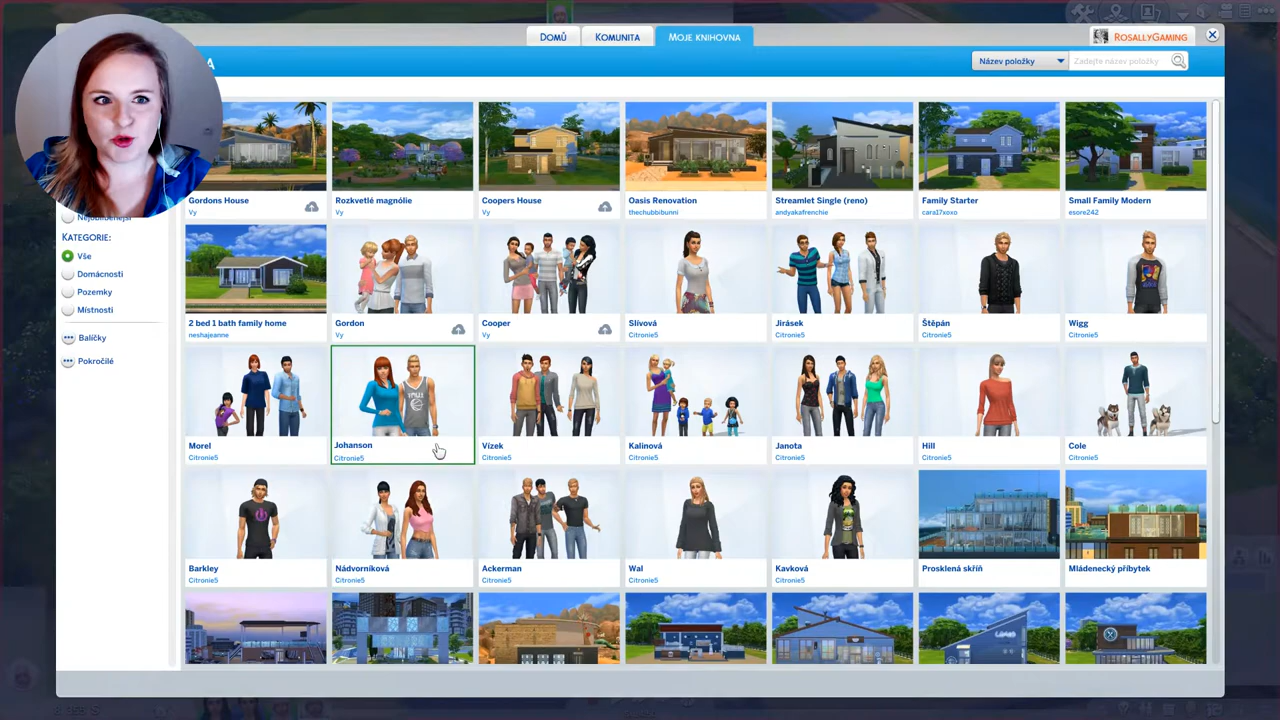 DOMŮ
KOMUNITA
MOJE KNIHOVNA
ROSALLYGAMING
A
Název položky
Zadejte název položky
Gordons House
Vy
Rozkvetlé magnólie
Vy
Coopers House
Vy
Oasis Renovation
thechubbibunni
Streamlet Single (reno)
andyakafrenchie
Family Starter
cara17xoxo
Small Family Modern
esore242
Nejoblíbenější
KATEGORIE:
Vše
Domácnosti
Pozemky
Místnosti
Balíčky
Pokročilé
2 bed 1 bath family home
neshajeanne
Gordon
Vy
Cooper
Vy
Slívová
Citronie5
Jirásek
Citronie5
Štěpán
Citronie5
Wigg
Citronie5
Morel
Citronie5
Johanson
Citronie5
Vízek
Citronie5
Kalinová
Citronie5
Janota
Citronie5
Hill
Citronie5
Cole
Citronie5
Barkley
Citronie5
Nádvorníková
Citronie5
Ackerman
Citronie5
Wal
Citronie5
Kavková
Citronie5
Prosklená skříň
Mládenecký příbytek